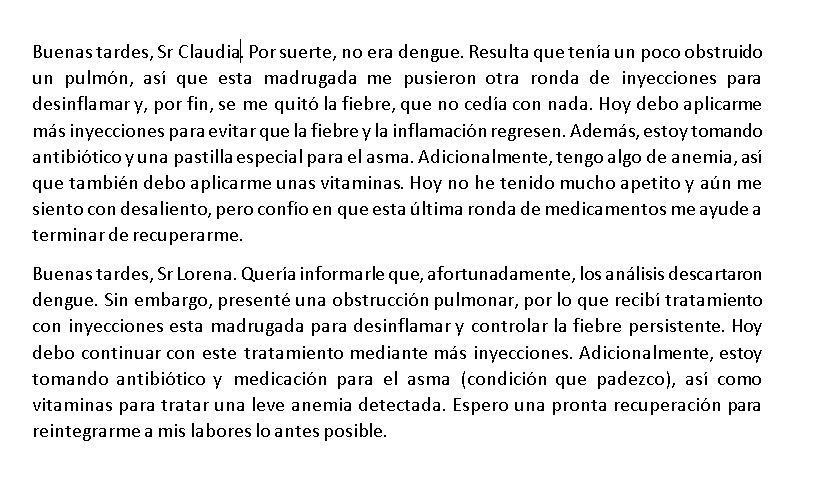 Buenas tardes, Sr Claudia. Por suerte, no era dengue. Resulta que tenía un poco obstruido
un pulmón, así que esta madrugada me pusieron otra ronda de inyecciones para
desinflamar y, por fin, se me quitó la fiebre, que no cedía con nada. Hoy debo aplicarme
más inyecciones para evitar que la fiebre y la inflamación regresen. Además, estoy tomando
antibiótico y una pastilla especial para el asma. Adicionalmente, tengo algo de anemia, así
que también debo aplicarme unas vitaminas. Hoy no he tenido mucho apetito y aún me
siento con desaliento, pero confío en que esta última ronda de medicamentos me ayude a
terminar de recuperarme.
Buenas tardes, Sr Lorena. Quería informarle que, afortunadamente, los análisis descartaron
dengue. Sin embargo, presenté una obstrucción pulmonar, por lo que recibí tratamiento
con inyecciones esta madrugada para desinflamar y controlar la fiebre persistente. Hoy
debo continuar con este tratamiento mediante más inyecciones. Adicionalmente, estoy
tomando antibiótico y medicación para el asma (condición que padezco), así como
vitaminas para tratar una leve anemia detectada. Espero una pronta recuperación para
reintegrarme a mis labores lo antes posible.